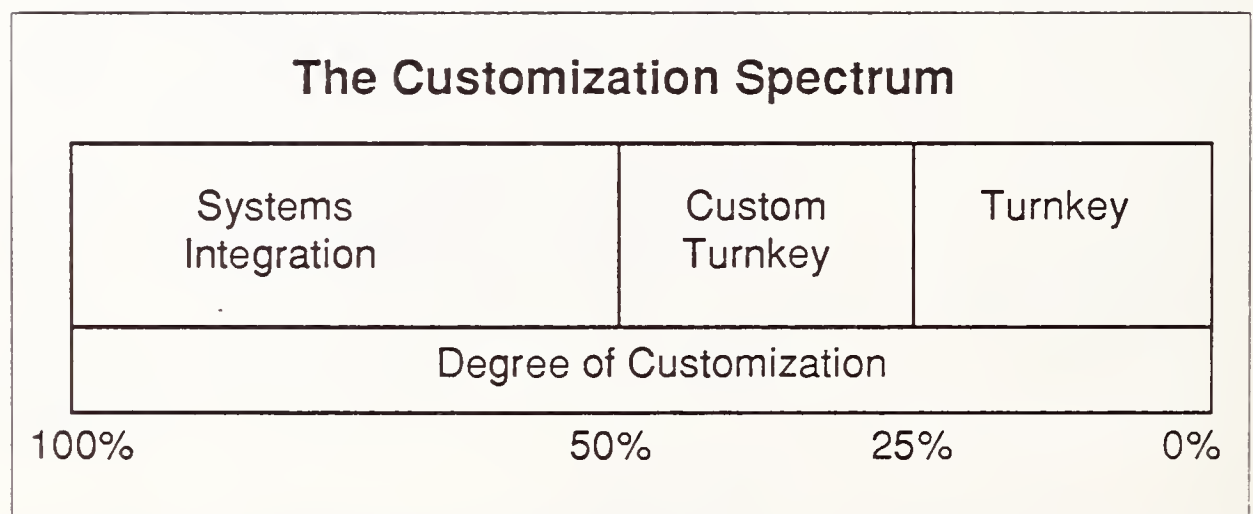 The Customization Spectrum
Systems
Integration
Custom
Turnkey
Turnkey
Degree of Customization
100% 50% 25% 0%